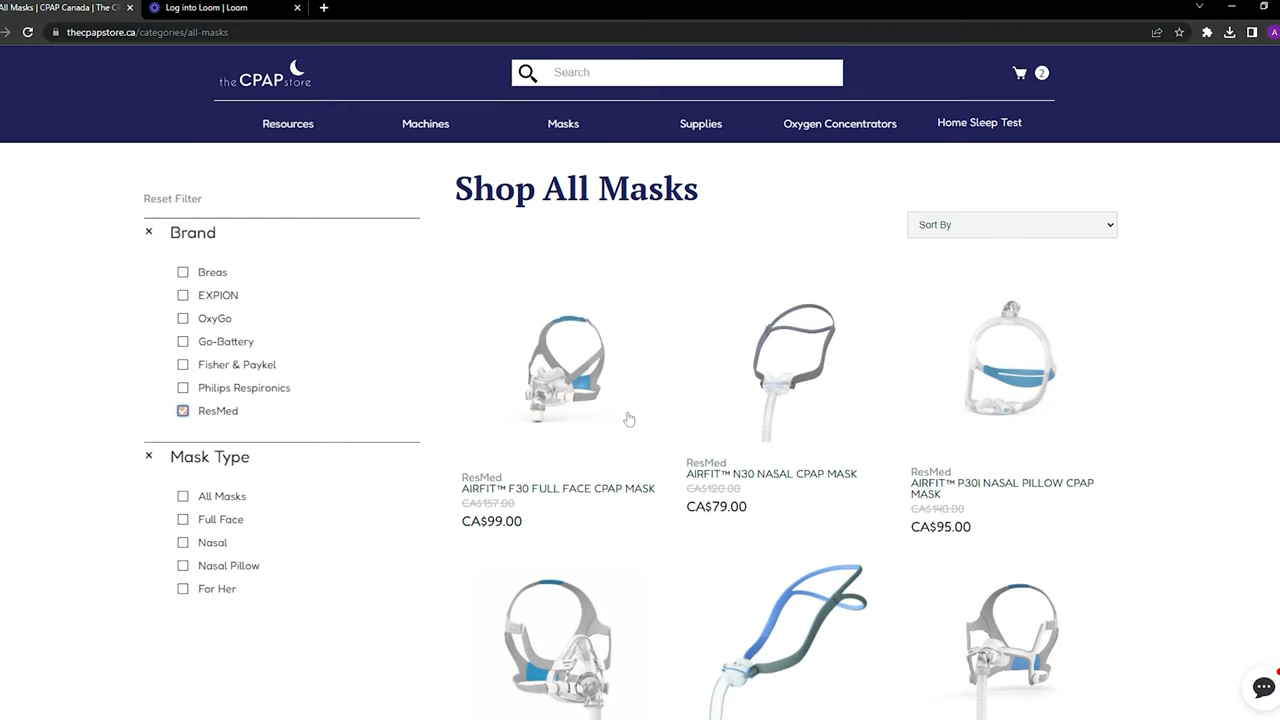 All Masks | CPAP Canada | The C
Log into Loom | Loom
thecpapstore.ca/categories/all-masks
A
the CPAP store
Search
2
Resources
Machines
Masks
Supplies
Oxygen Concentrators
Home Sleep Test
Shop All Masks
Reset Filter
Sort By
Brand
Breas
EXPION
OxyGo
Go-Battery
Fisher & Paykel
Philips Respironics
ResMed
Mask Type
All Masks
Full Face
Nasal
Nasal Pillow
For Her
ResMed
AIRFIT™ F30 FULL FACE CPAP MASK
CA$157.00
CA$99.00
ResMed
AIRFIT™ N30 NASAL CPAP MASK
CA$120.00
CA$79.00
ResMed
AIRFIT™ P30I NASAL PILLOW CPAP
MASK
CA$140.00
CA$95.00